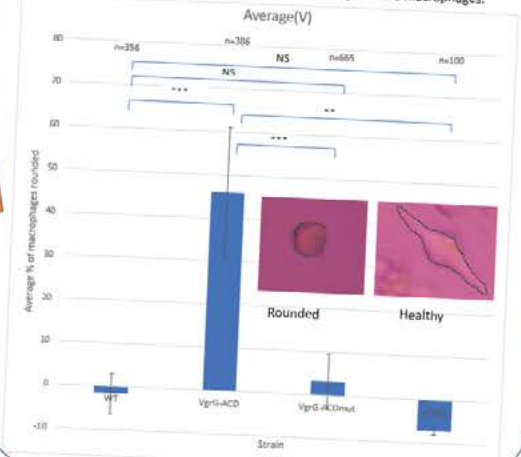 macrophages.
Average(V)
80
n=356
n=386
n=665
n=100
NS
70
NS
***
60
**
***
50
40
30
20
10
0
-10
Average % of macrophages rounded
Rounded
Healthy
WT
VgrG-ACD
VgrG-ACDmut
Strain